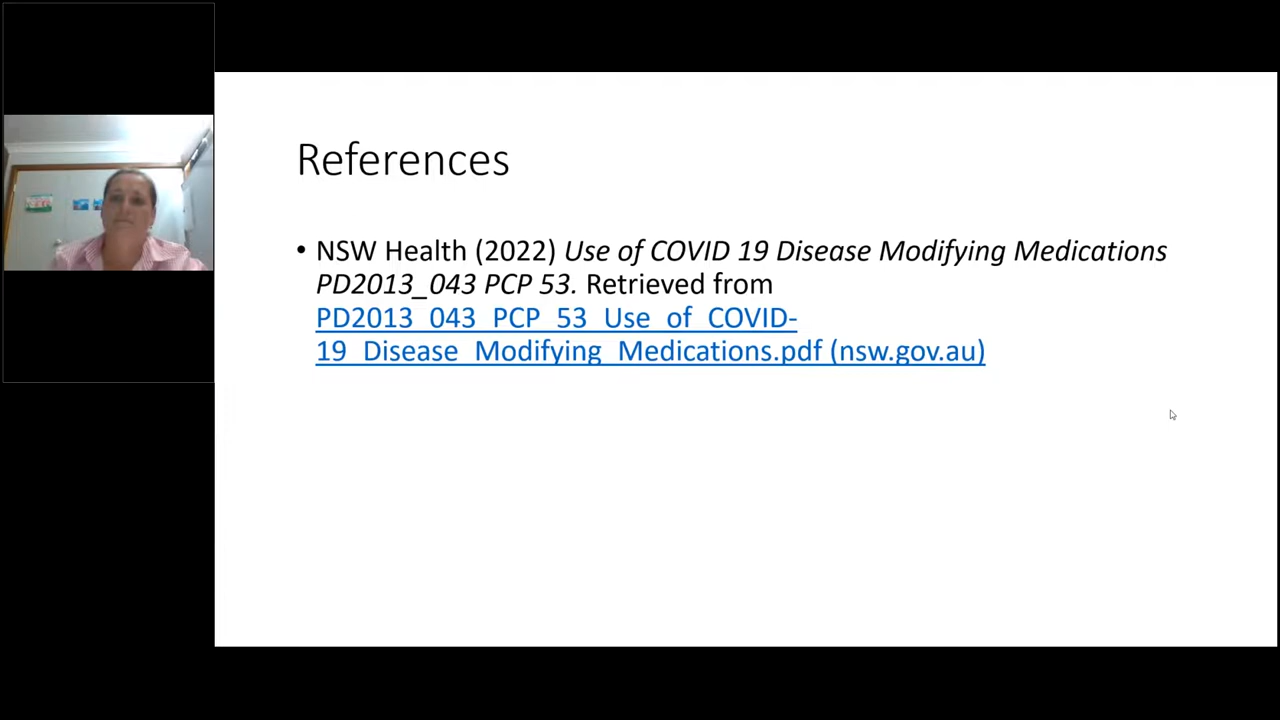 References
• NSW Health (2022) Use of COVID 19 Disease Modifying Medications
PD2013_043 PCP 53. Retrieved from
PD2013_043_PCP_53_Use_of_COVID-
19_Disease_Modifying_Medications.pdf (nsw.gov.au)